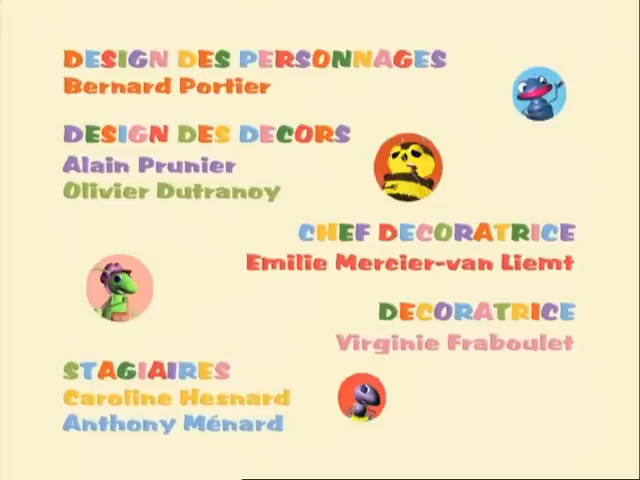 DESIGN DES PERSONNAGES
Bernard Portier
DESIGN DES DECORS
Alain Prunier
Olivier Dutranoy
CHEF DECORATRICE
Emilie Mercier-van Liemt
DECORATRICE
Virginie Fraboulet
STAGIAIRES
Caroline Hesnard
Anthony Ménard